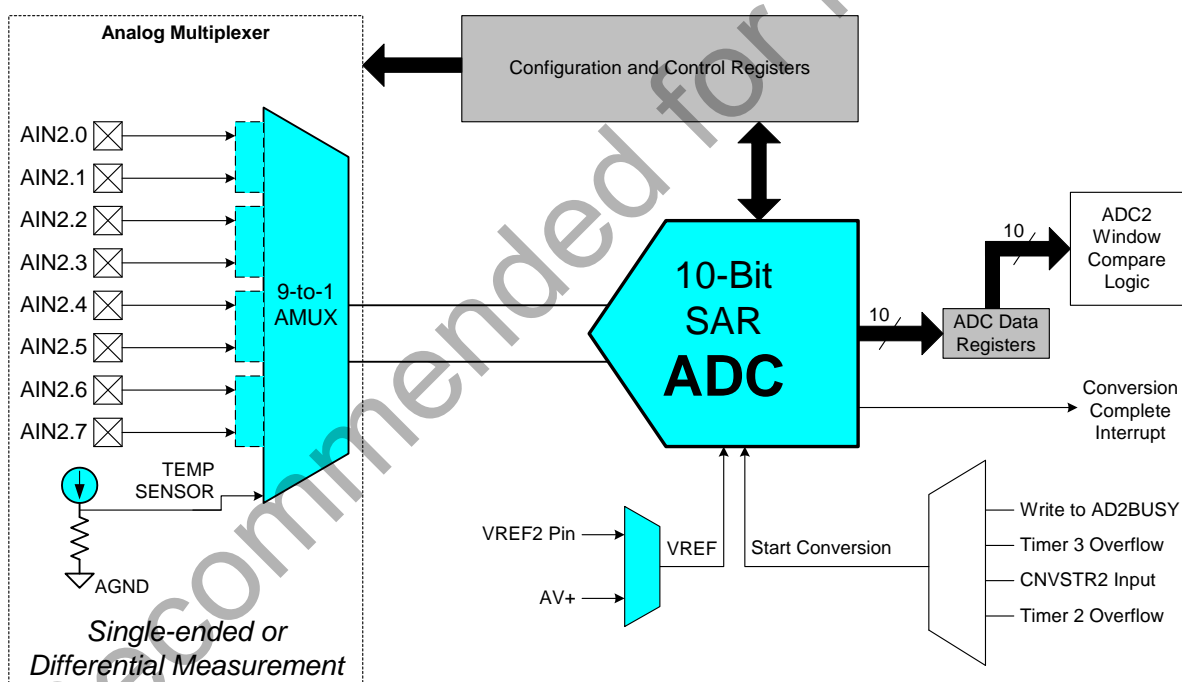 Analog Multiplexer
AIN2.0
AIN2.1
AIN2.2
AIN2.3
AIN2.4
AIN2.5
AIN2.6
AIN2.7
TEMP
SENSOR
AGND
Single-ended or
Differential Measurement
9-to-1
AMUX
Configuration and Control Registers
10-Bit
SAR
ADC
10
ADC Data
Registers
10
ADC2
Window
Compare
Logic
Conversion
Complete
Interrupt
VREF2 Pin
AV+
VREF
Start Conversion
Write to AD2BUSY
Timer 3 Overflow
CNVSTR2 Input
Timer 2 Overflow
ecommended for